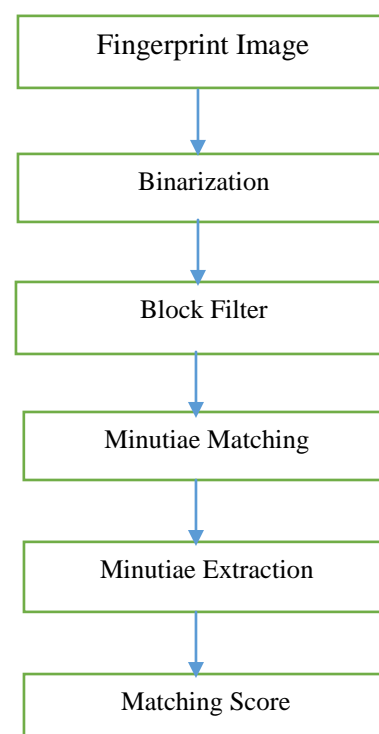 Fingerprint Image
Binarization
Block Filter
Minutiae Matching
Minutiae Extraction
Matching Score